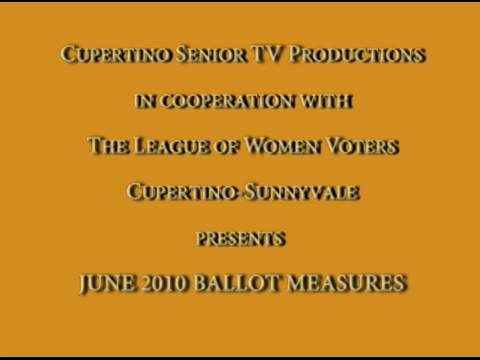 Cupertino Senior TV Productions
in cooperation with
The League of Women Voters
Cupertino-Sunnyvale
presents
JUNE 2010 BALLOT MEASURES